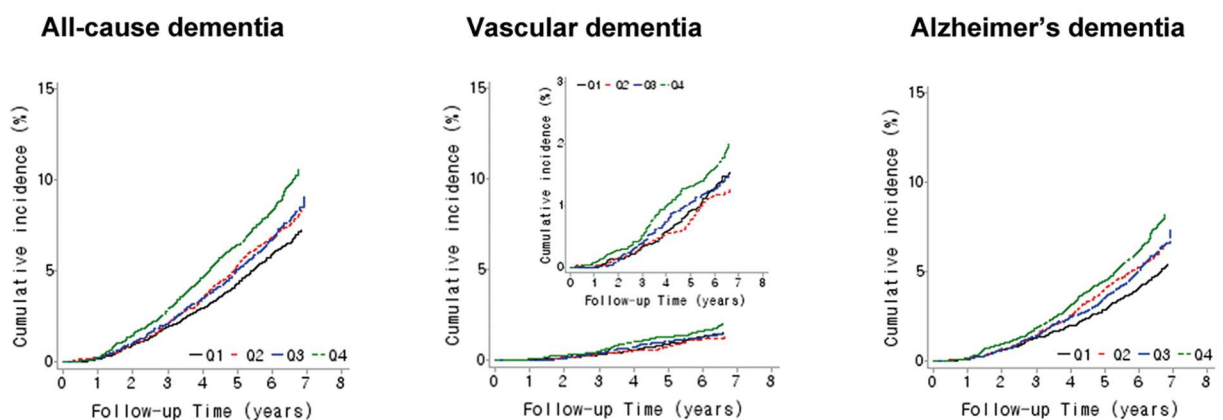 All-cause dementia
Vascular dementia
Alzheimer's dementia
Cumulative incidence (%)
15
10
5
0
Q1 Q2 Q3 Q4
0 1 2 3 4 5 6 7 8
Follow-up Time (years)
Cumulative incidence (%)
15
10
5
0
0 1 2 3 4 5 6 7 8
Follow-up Time (years)
Q1 Q2 Q3 Q4
Cumulative incidence (%)
3
2
1
0
0 1 2 3 4 5 6 7 8
Follow-up Time (years)
Cumulative incidence (%)
15
10
5
0
Q1 Q2 Q3 Q4
0 1 2 3 4 5 6 7 8
Follow-up Time (years)